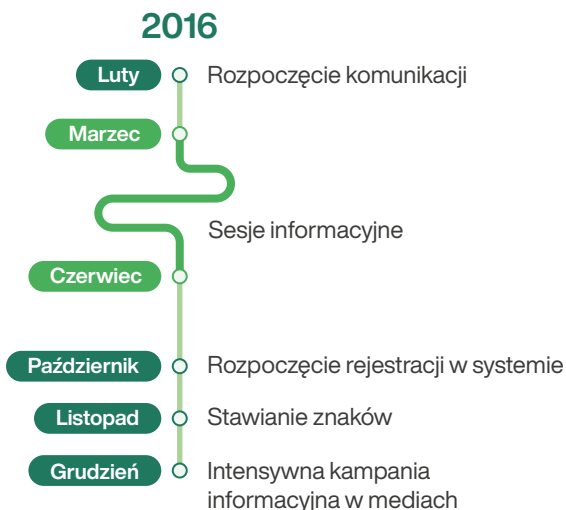 2016
Luty
Rozpoczęcie komunikacji
Marzec
Sesje informacyjne
Czerwiec
Październik
Rozpoczęcie rejestracji w systemie
Listopad
Stawianie znaków
Grudzień
Intensywna kampania
informacyjna w mediach